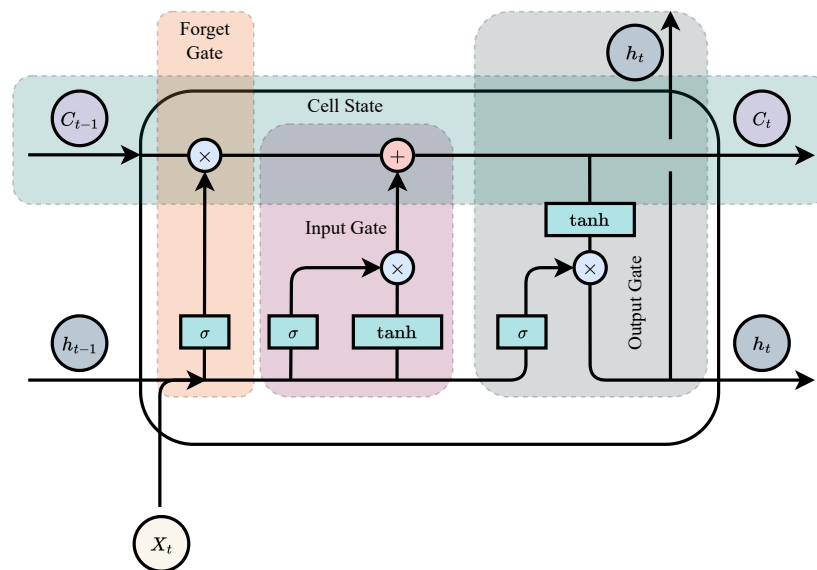 Forget
Gate
h_t
C_{t-1}
Cell State
C_t
×
+
Input Gate
tanh
×
×
Output Gate
h_{t-1}
σ
σ
tanh
σ
h_t
X_t